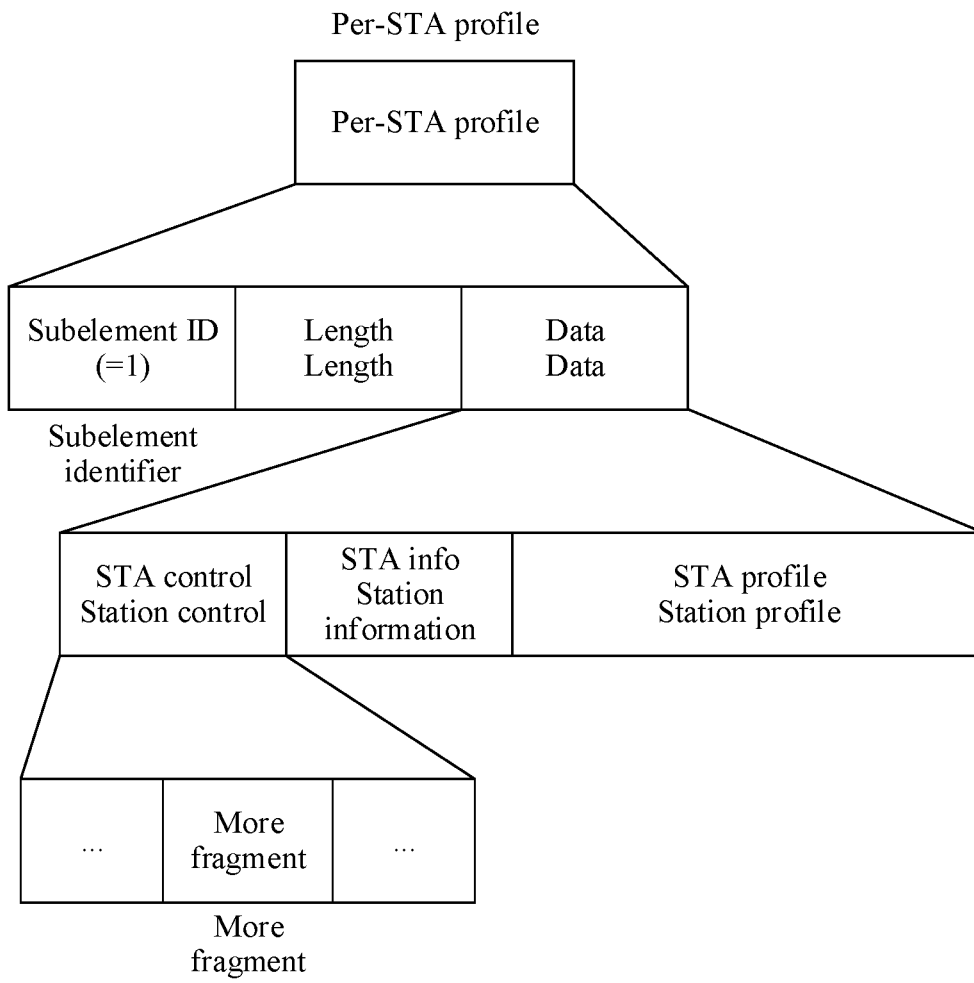 Per-STA profile
Per-STA profile
Subelement ID
(=1)
Length
Length
Data
Data
Subelement
identifier
STA control
Station control
STA info
Station
information
STA profile
Station profile
...
More
fragment
...
More
fragment